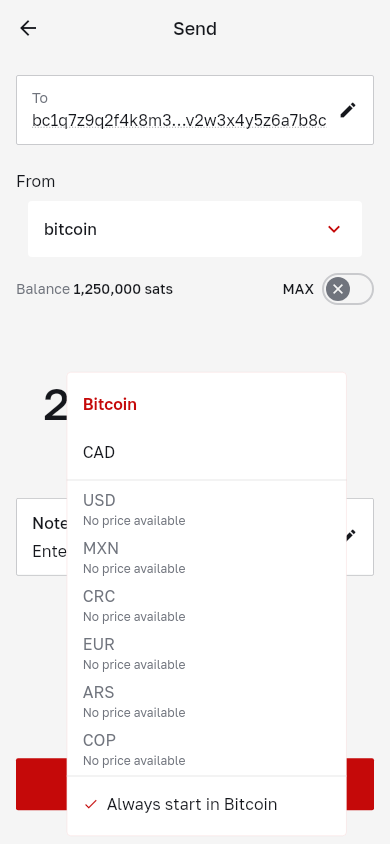 Send
To
bc1q7z9q2f4k8m3...v2w3x4y5z6a7b8c
From
bitcoin
Balance 1,250,000 sats
MAX
2
Bitcoin
CAD
USD
No price available
Note
MXN
Ente
No price available
CRC
No price available
EUR
No price available
ARS
No price available
COP
No price available
Always start in Bitcoin